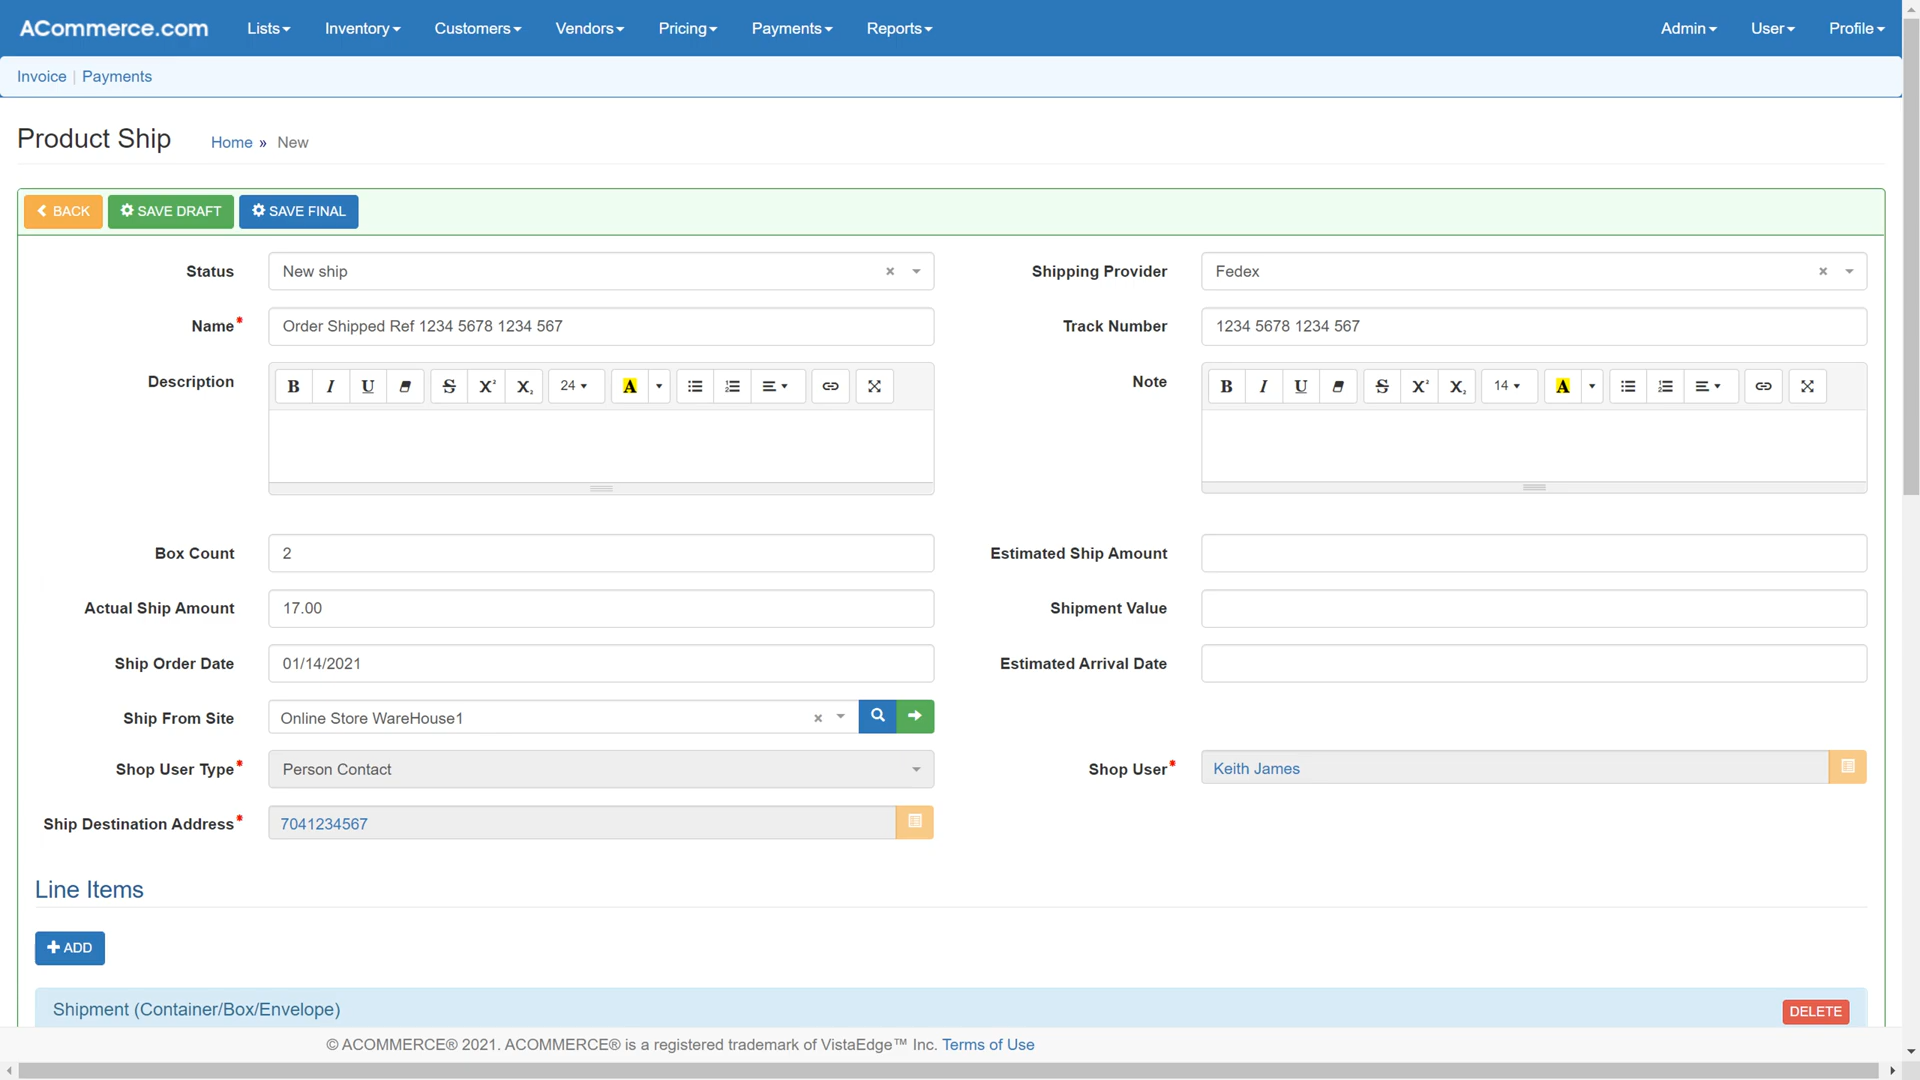 ACommerce.com Lists Inventory Customers Vendors Pricing Payments Reports Admin User Profile
Invoice | Payments
Product Ship Home » New
BACK SAVE DRAFT SAVE FINAL
Status New ship × Shipping Provider Fedex ×
Name* Order Shipped Ref 1234 5678 1234 567 Track Number 1234 5678 1234 567
Description B I U S X² X₂ 24 A Note B I U S X² X₂ 14 A
Box Count 2 Estimated Ship Amount
Actual Ship Amount 17.00 Shipment Value
Ship Order Date 01/14/2021 Estimated Arrival Date
Ship From Site Online Store WareHouse1 ×
Shop User Type* Person Contact Shop User* Keith James
Ship Destination Address* 7041234567
Line Items
+ ADD
Shipment (Container/Box/Envelope) DELETE
© ACOMMERCE® 2021. ACOMMERCE® is a registered trademark of VistaEdge™ Inc. Terms of Use